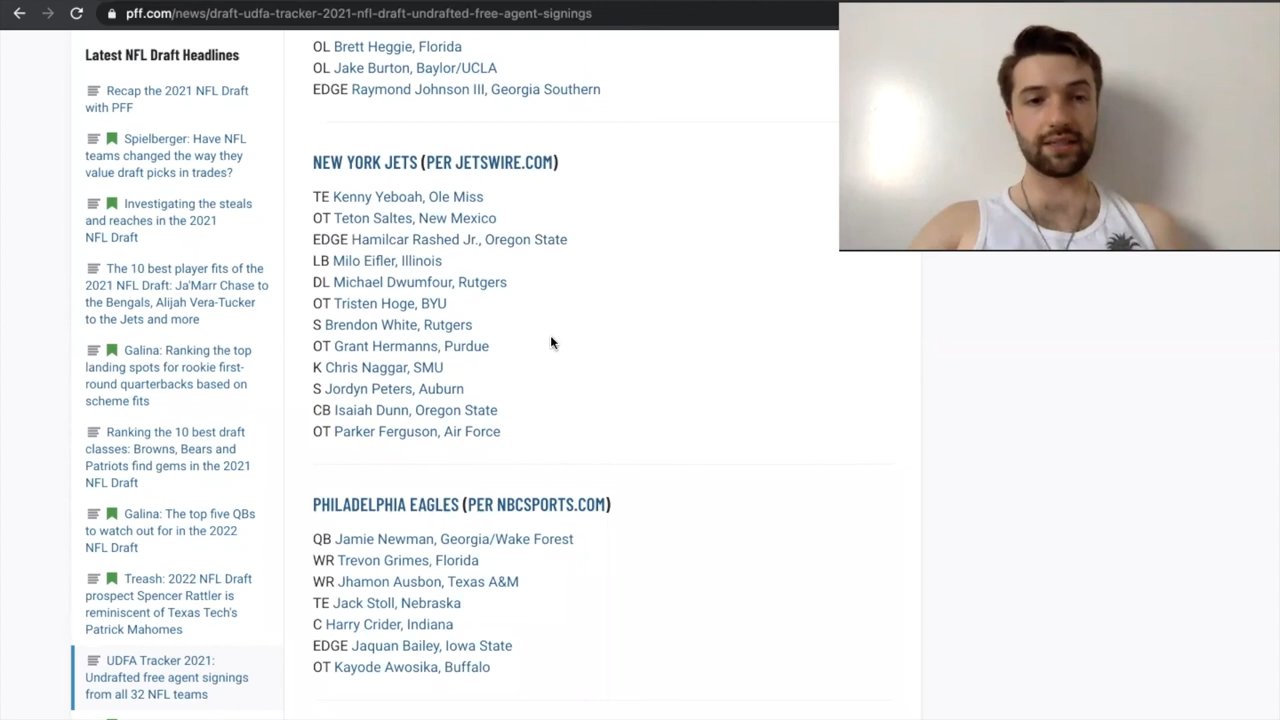 pff.com/news/draft-udfa-tracker-2021-nfl-draft-undrafted-free-agent-signings
Latest NFL Draft Headlines
Recap the 2021 NFL Draft
with PFF
Spielberger: Have NFL
teams changed the way they
value draft picks in trades?
Investigating the steals
and reaches in the 2021
NFL Draft
The 10 best player fits of the
2021 NFL Draft: Ja'Marr Chase to
the Bengals, Alijah Vera-Tucker
to the Jets and more
Galina: Ranking the top
landing spots for rookie first-
round quarterbacks based on
scheme fits
Ranking the 10 best draft
classes: Browns, Bears and
Patriots find gems in the 2021
NFL Draft
Galina: The top five QBs
to watch out for in the 2022
NFL Draft
Treash: 2022 NFL Draft
prospect Spencer Rattler is
reminiscent of Texas Tech's
Patrick Mahomes
UDFA Tracker 2021:
Undrafted free agent signings
from all 32 NFL teams
OL Brett Heggie, Florida
OL Jake Burton, Baylor/UCLA
EDGE Raymond Johnson III, Georgia Southern
NEW YORK JETS (PER JETSWIRE.COM)
TE Kenny Yeboah, Ole Miss
OT Teton Saltes, New Mexico
EDGE Hamilcar Rashed Jr., Oregon State
LB Milo Eifler, Illinois
DL Michael Dwumfour, Rutgers
OT Tristen Hoge, BYU
S Brendon White, Rutgers
OT Grant Hermanns, Purdue
K Chris Naggar, SMU
S Jordyn Peters, Auburn
CB Isaiah Dunn, Oregon State
OT Parker Ferguson, Air Force
PHILADELPHIA EAGLES (PER NBCSPORTS.COM)
QB Jamie Newman, Georgia/Wake Forest
WR Trevon Grimes, Florida
WR Jhamon Ausbon, Texas A&M
TE Jack Stoll, Nebraska
C Harry Crider, Indiana
EDGE Jaquan Bailey, Iowa State
OT Kayode Awosika, Buffalo